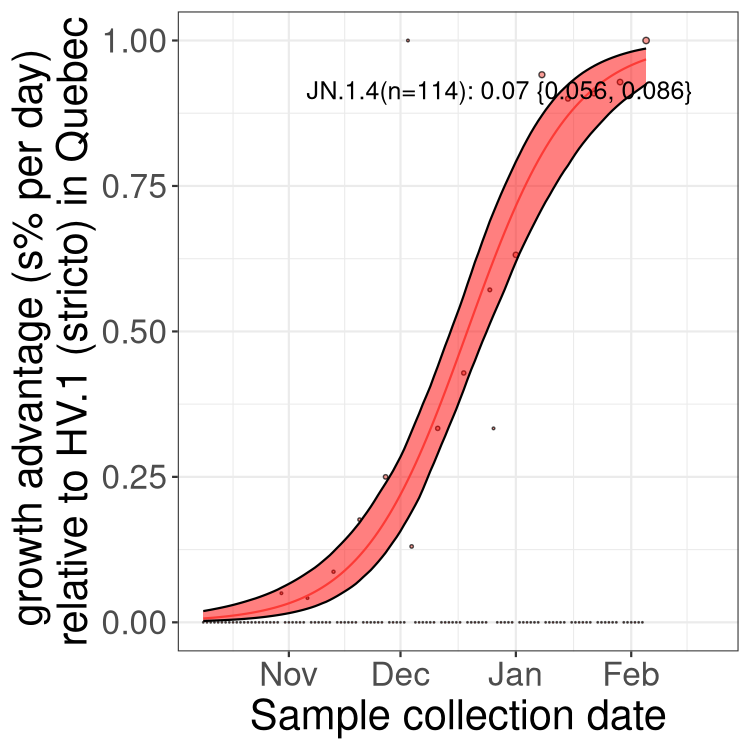 growth advantage (s% per day)
relative to HV.1 (stricto) in Quebec
1.00
JN.1.4(n=114): 0.07 {0.056, 0.086}
0.75
0.50
0.25
0.00
Nov Dec Jan Feb
Sample collection date